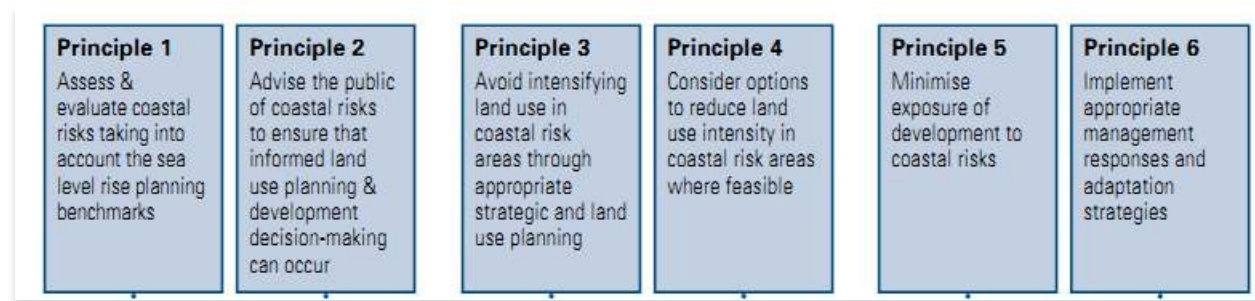 Principle 1
Assess &
evaluate coastal
risks taking into
account the sea
level rise planning
benchmarks
Principle 2
Advise the public
of coastal risks
to ensure that
informed land
use planning &
development
decision-making
can occur
Principle 3
Avoid intensifying
land use in
coastal risk
areas through
appropriate
strategic and land
use planning
Principle 4
Consider options
to reduce land
use intensity in
coastal risk areas
where feasible
Principle 5
Minimise
exposure of
development to
coastal risks
Principle 6
Implement
appropriate
management
responses and
adaptation
strategies